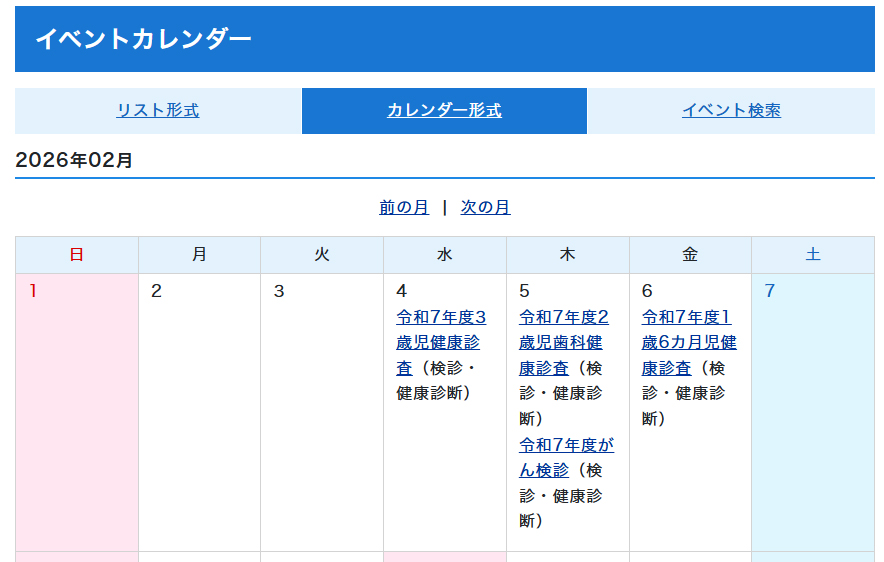 イベントカレンダー
リスト形式
カレンダー形式
イベント検索
2026年02月
前の月 | 次の月
日 月 火 水 木 金 土
1
2
3
4
令和7年度3
歳児健康診
査（検診・
健康診断）
5
令和7年度2
歳児歯科健
康診査（検
診・健康診
断）
令和7年度が
ん検診（検
診・健康診
断）
6
令和7年度1
歳6カ月児健
康診査（検
診・健康診
断）
7